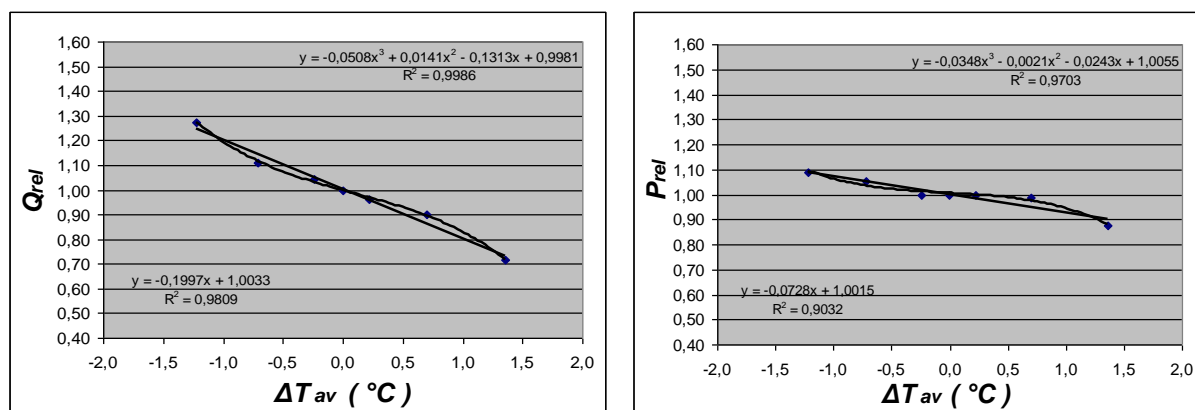 1,60
1,50
1,40
1,30
1,20
1,10
1,00
0,90
0,80
0,70
0,60
0,50
0,40
Qrel
y = -0,0508x³ + 0,0141x² - 0,1313x + 0,9981
R² = 0,9986
y = -0,1997x + 1,0033
R² = 0,9809
-2,0 -1,5 -1,0 -0,5 0,0 0,5 1,0 1,5 2,0
ΔTav ( °C )
1,60
1,50
1,40
1,30
1,20
1,10
1,00
0,90
0,80
0,70
0,60
0,50
0,40
Prel
y = -0,0348x³ - 0,0021x² - 0,0243x + 1,0055
R² = 0,9703
y = -0,0728x + 1,0015
R² = 0,9032
-2,0 -1,5 -1,0 -0,5 0,0 0,5 1,0 1,5 2,0
ΔTav ( °C )